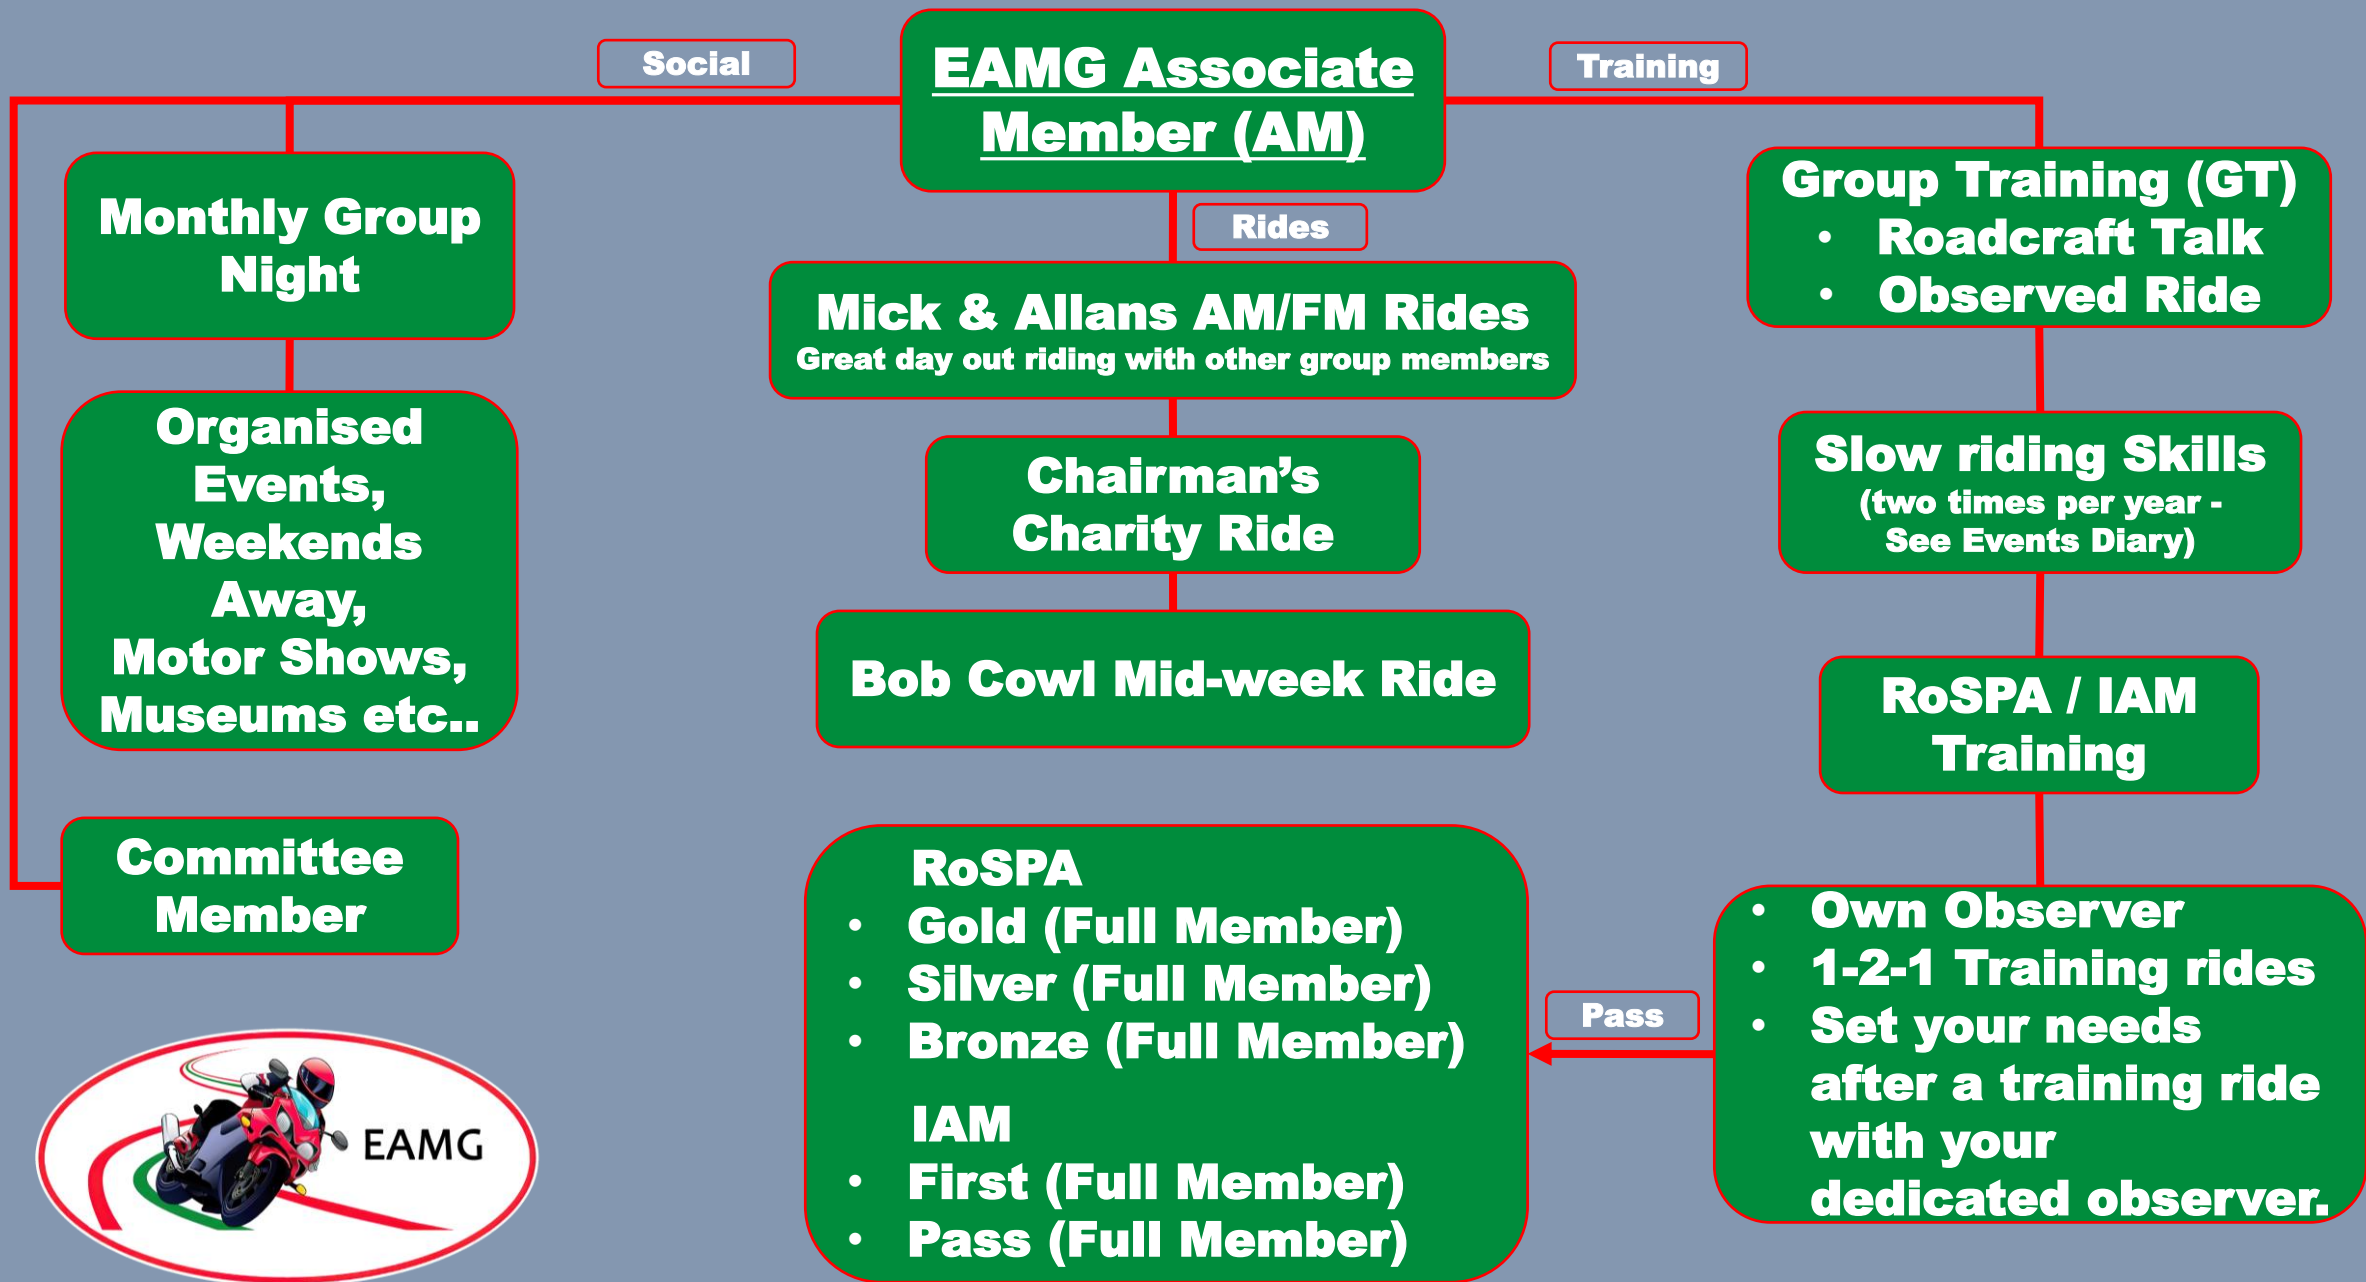 Social
EAMG Associate
Member (AM)
Training
Monthly Group
Night
Organised
Events,
Weekends
Away,
Motor Shows,
Museums etc..
Committee
Member
Rides
Mick & Allans AM/FM Rides
Great day out riding with other group members
Chairman’s
Charity Ride
Bob Cowl Mid-week Ride
Group Training (GT)
• Roadcraft Talk
• Observed Ride
Slow riding Skills
(two times per year -
See Events Diary)
RoSPA / IAM
Training
• Own Observer
• 1-2-1 Training rides
• Set your needs
after a training ride
with your
dedicated observer.
Pass
RoSPA
• Gold (Full Member)
• Silver (Full Member)
• Bronze (Full Member)
IAM
• First (Full Member)
• Pass (Full Member)
EAMG